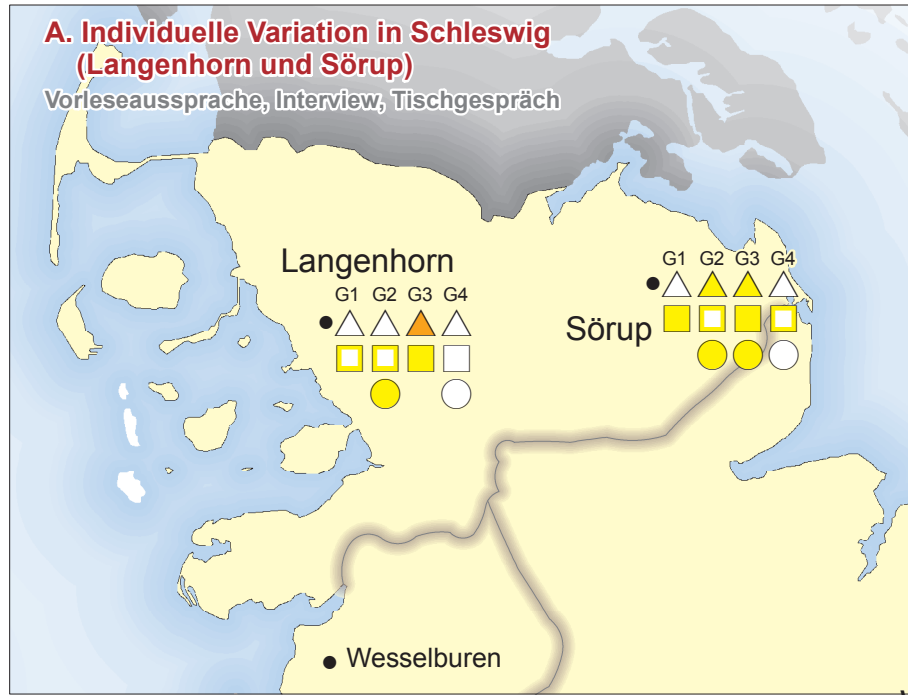 A. Individuelle Variation in Schleswig
(Langenhorn und Sörup)
Vorleseaussprache, Interview, Tischgespräch
Langenhorn
G1 G2 G3 G4
G1 G2 G3 G4
Sörup
Wesselburen